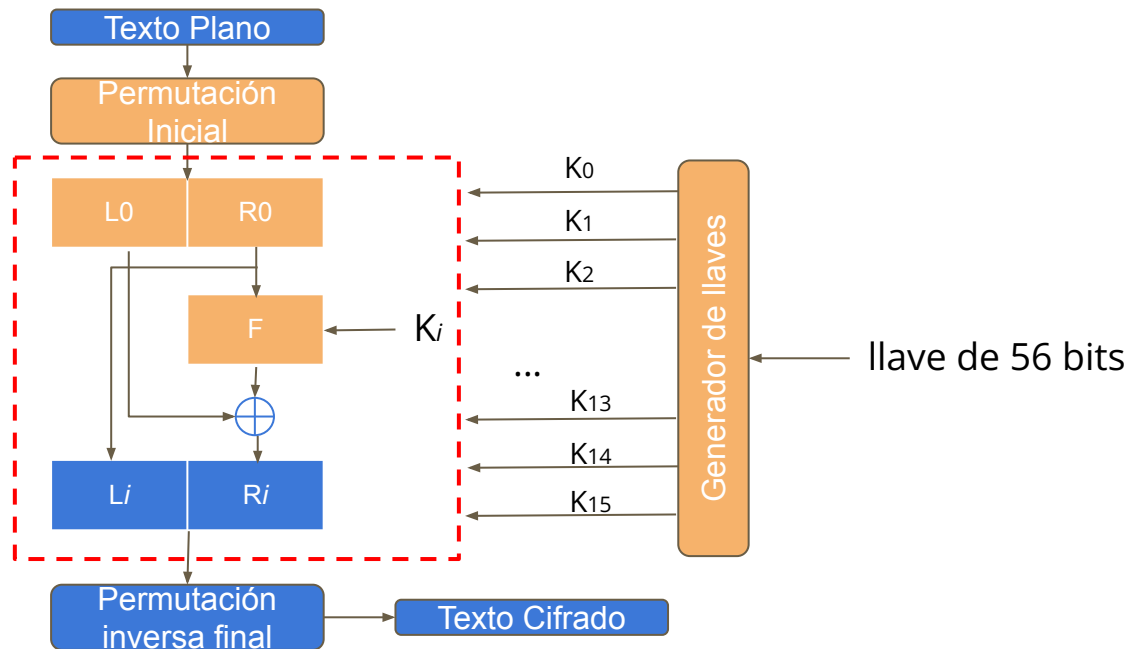 Texto Plano
Permutación
Inicial
L0
R0
F
Ki
Li
Ri
Permutación
inversa final
Texto Cifrado
K0
K1
K2
...
K13
K14
K15
Generador de llaves
llave de 56 bits